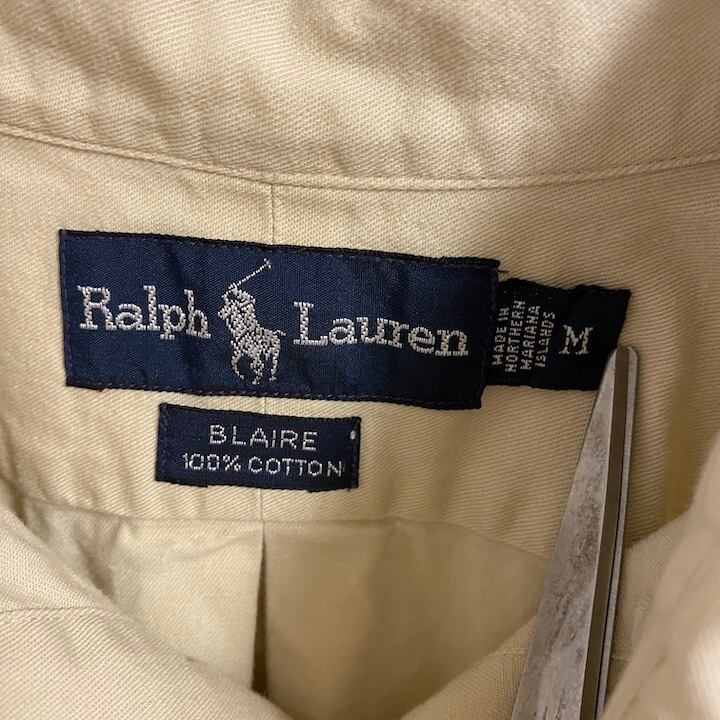 Ralph Lauren
MADE IN
NORTHERN
MARIANA
ISLANDS
M
BLAIRE
100% COTTON